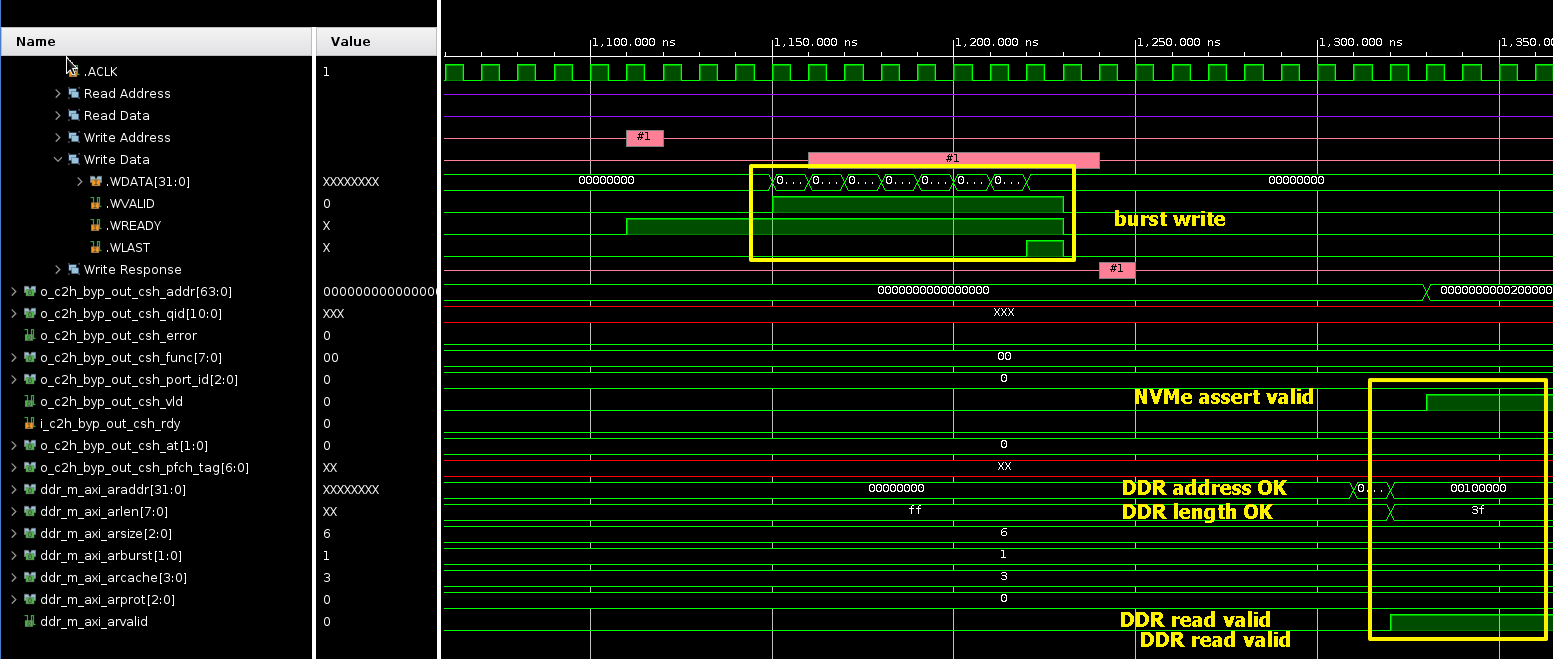 Name Value 1,100.000 ns 1,150.000 ns 1,200.000 ns 1,250.000 ns 1,300.000 ns 1,350.00
.ACLK 1
Read Address
Read Data
Write Address #1
Write Data #1
.WDATA[31:0] XXXXXXXX 00000000 0... 0... 0... 0... 0... 0... 0... 00000000
.WVALID 0
burst write
.WREADY X
.WLAST X
Write Response #1
o_c2h_byp_out_csh_addr[63:0] 00000000000000 0000000000000000 0000000000200000
o_c2h_byp_out_csh_qid[10:0] XXX XXX
o_c2h_byp_out_csh_error 0
o_c2h_byp_out_csh_func[7:0] 00 00
o_c2h_byp_out_csh_port_id[2:0] 0 0
NVMe assert valid
o_c2h_byp_out_csh_vld 0
i_c2h_byp_out_csh_rdy 0
o_c2h_byp_out_csh_at[1:0] 0 0
o_c2h_byp_out_csh_pfch_tag[6:0] XX XX
ddr_m_axi_araddr[31:0] XXXXXXXX 00000000 DDR address OK 0... 00100000
ddr_m_axi_arlen[7:0] XX ff DDR length OK 3f
ddr_m_axi_arsize[2:0] 6 6
ddr_m_axi_arburst[1:0] 1 1
ddr_m_axi_arcache[3:0] 3 3
ddr_m_axi_arprot[2:0] 0 0
ddr_m_axi_arvalid 0 DDR read valid
DDR read valid